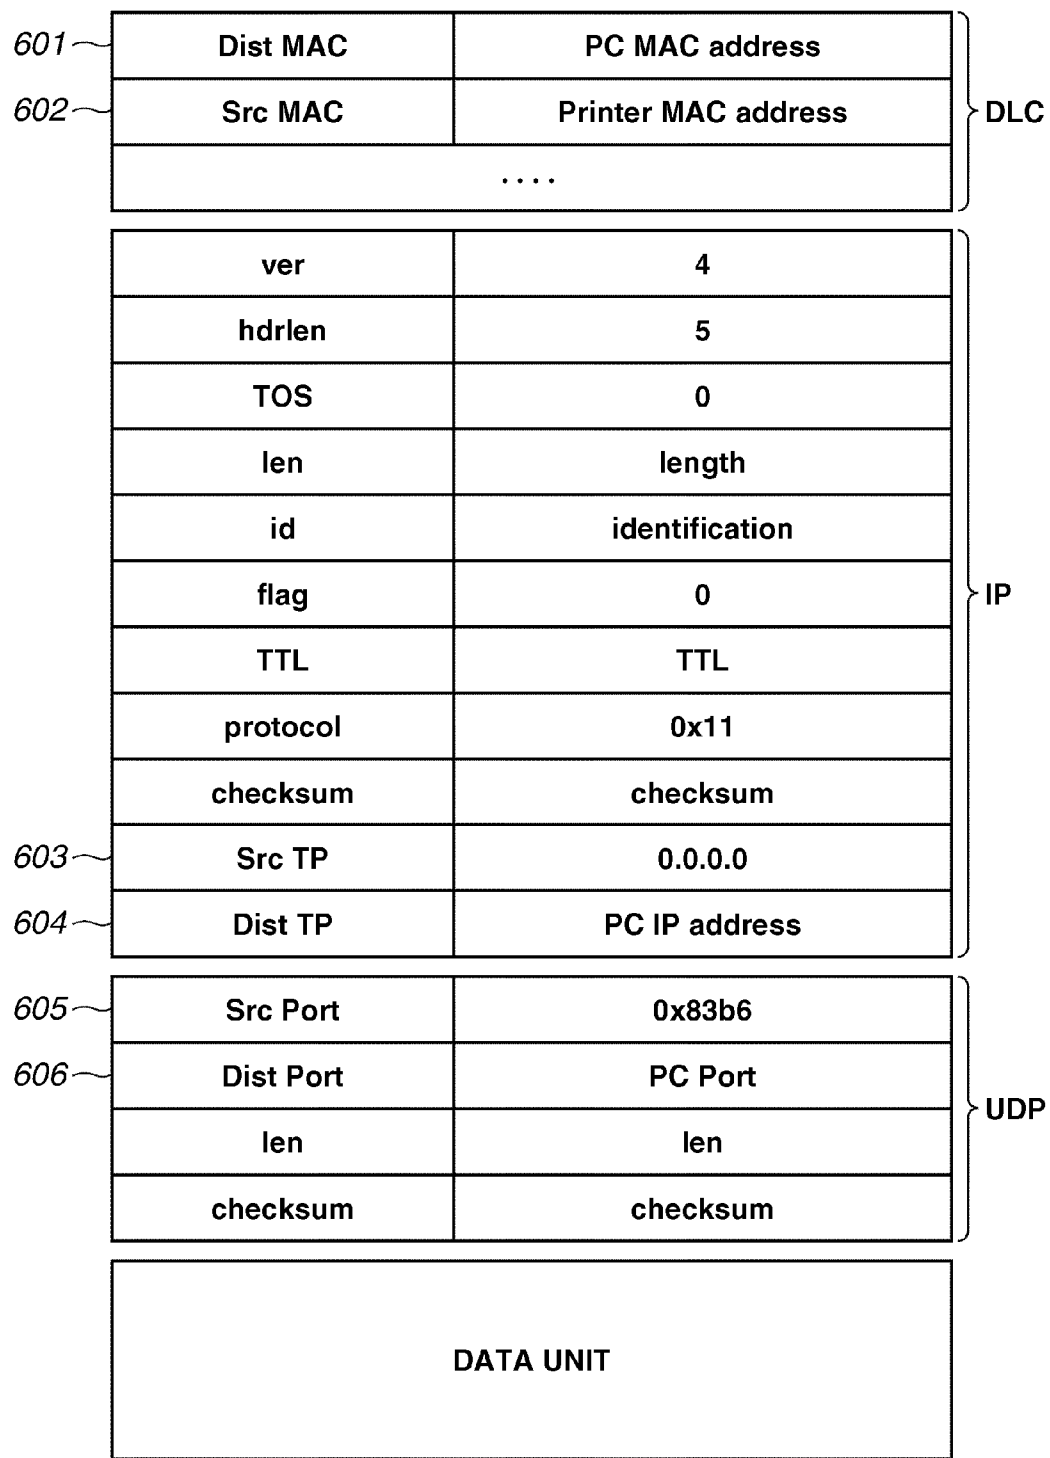 601 Dist MAC PC MAC address
602 Src MAC Printer MAC address
DLC
....
ver 4
hdrlen 5
TOS 0
len length
id identification
flag 0
IP
TTL TTL
protocol 0x11
checksum checksum
603 Src TP 0.0.0.0
604 Dist TP PC IP address
605 Src Port 0x83b6
606 Dist Port PC Port
UDP
len len
checksum checksum
DATA UNIT